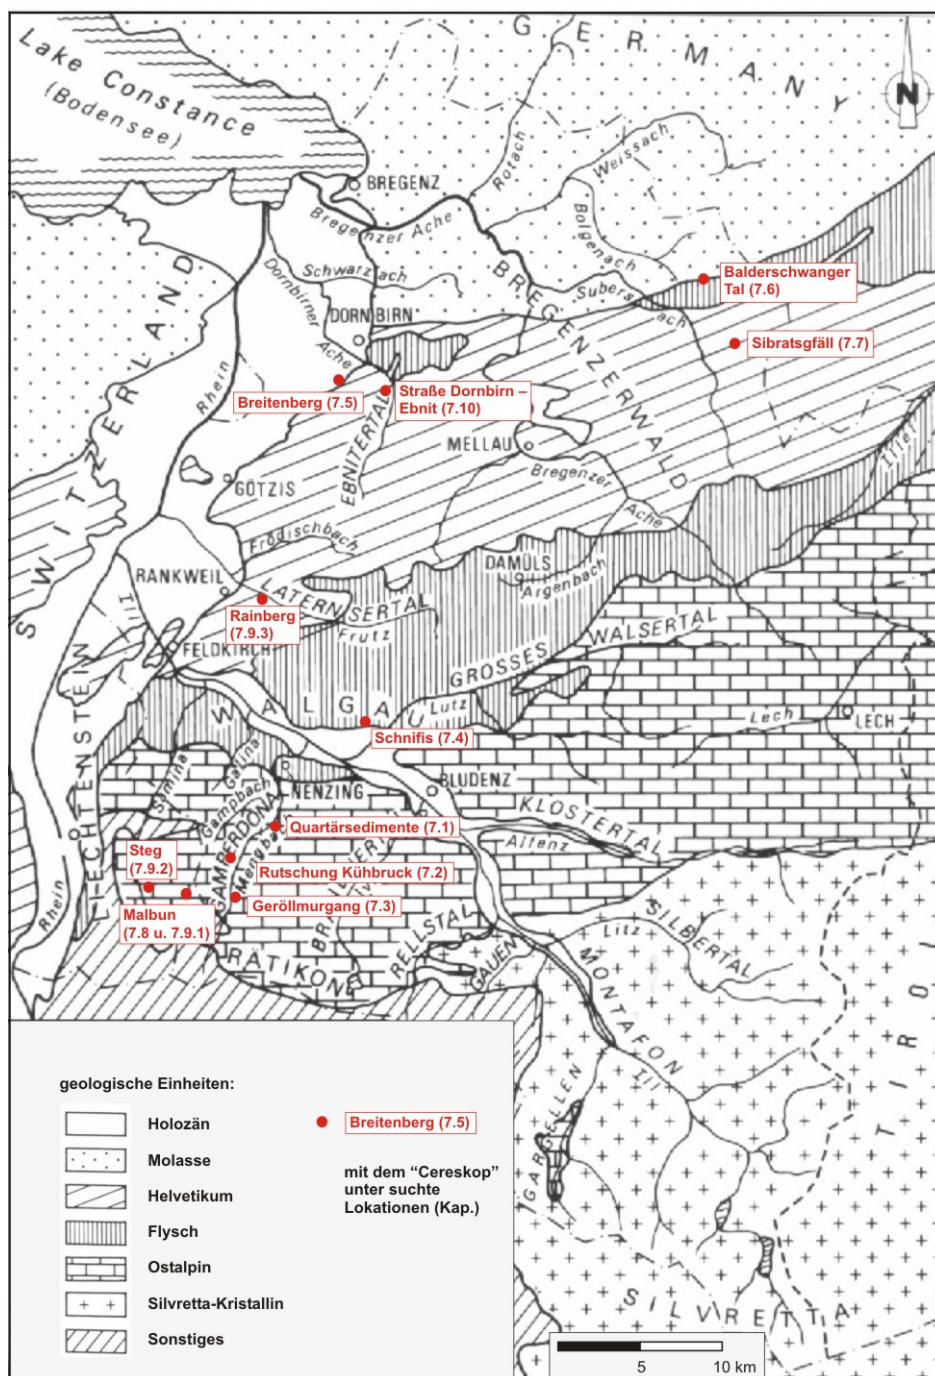 GERMANY
Lake Constance
(Bodensee)
N
Rotach
Weissach
BREGENZ
Bolgenach
Bregenzer Ache
Schwarzach
Dornbirner
Ache
DORNBIRN
BREGENZERWALD
Subersach
Balderschwanger
Tal (7.6)
Sibratsgfäll (7.7)
SWITZERLAND
Rhein
Breitenberg (7.5)
Straße Dornbirn –
Ebnit (7.10)
EBNITERTAL
MELLAU
Bregenzer
Ache
Iller
GÖTZIS
Frödischbach
RANKWEIL
DAMÜLS
Argenbach
LATERNSERTAL
Rainberg
(7.9.3)
Frutz
Ill
FELDKIRCH
GROSSES
WALSERTAL
WALGAU
Lutz
Schnifis (7.4)
Lech
LECH
LIECHTENSTEIN
Samina
Galina
Gampbach
NENZING
BLUDENZ
KLOSTERTAL
Alfenz
GAMPERDONA
Mengbach
Quartärsedimente (7.1)
Steg
(7.9.2)
Rutschung Kühbruck (7.2)
Malbun
(7.8 u. 7.9.1)
Geröllmurgang (7.3)
Rhein
RÄTIKON
RELLSTAL
GAUEN
Litz
SILBERTAL
MONTAFON
Ill
TIROL
GARGELLEN
SILVRETTA
geologische Einheiten:
Holozän
Molasse
Helvetikum
Flysch
Ostalpin
Silvretta-Kristallin
Sonstiges
Breitenberg (7.5)
mit dem “Cereskop”
unter suchte
Lokationen (Kap.)
5
10 km